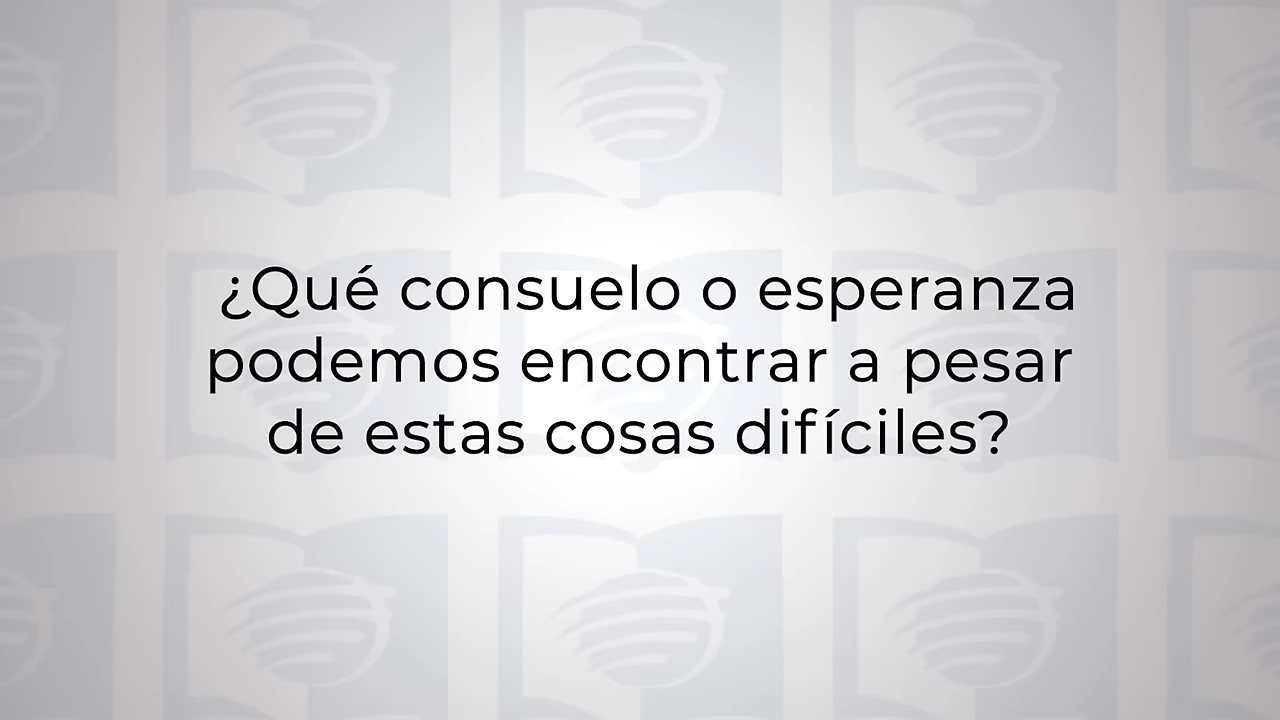 ¿Qué consuelo o esperanza
podemos encontrar a pesar
de estas cosas difíciles?